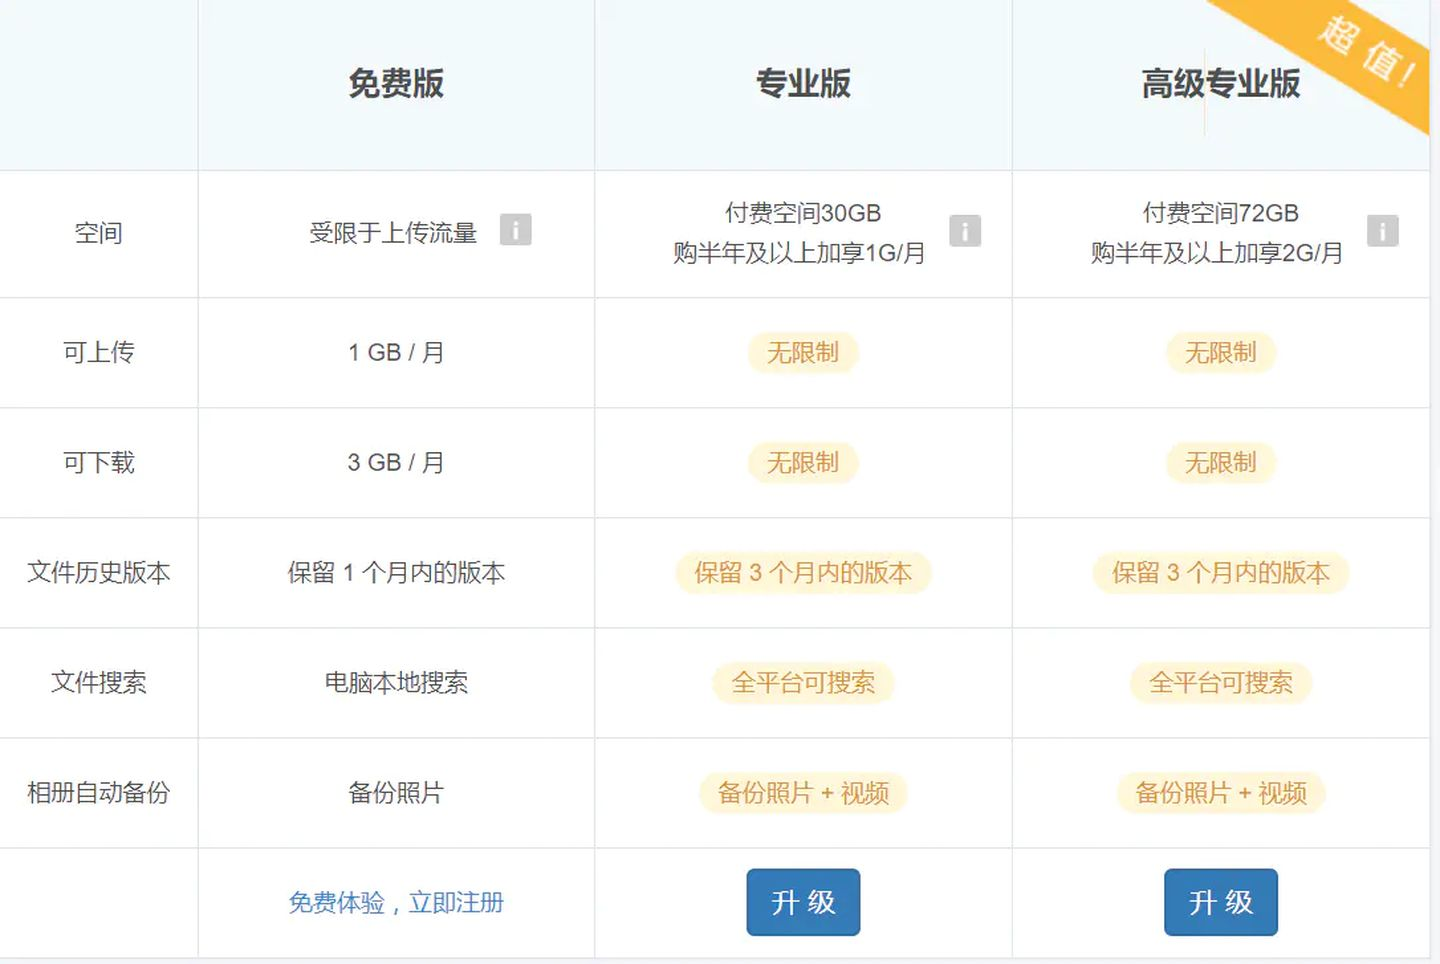 免费版
专业版
高级专业版
超值!
空间
受限于上传流量
付费空间30GB
购半年及以上加享1G/月
付费空间72GB
购半年及以上加享2G/月
可上传
1 GB / 月
无限制
无限制
可下载
3 GB / 月
无限制
无限制
文件历史版本
保留 1 个月内的版本
保留 3 个月内的版本
保留 3 个月内的版本
文件搜索
电脑本地搜索
全平台可搜索
全平台可搜索
相册自动备份
备份照片
备份照片 + 视频
备份照片 + 视频
免费体验，立即注册
升 级
升 级